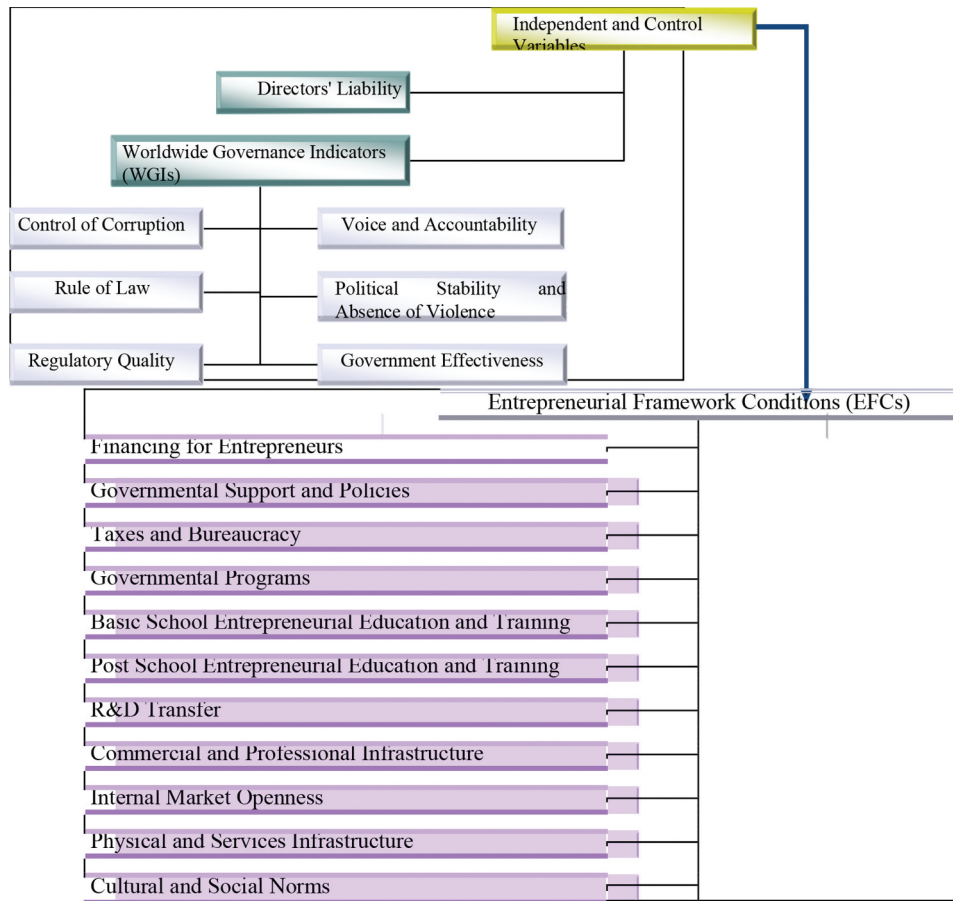 Independent and Control
Variables
Directors' Liability
Worldwide Governance Indicators
(WGIs)
Control of Corruption
Voice and Accountability
Rule of Law
Political Stability and
Absence of Violence
Regulatory Quality
Government Effectiveness
Entrepreneurial Framework Conditions (EFCs)
Financing for Entrepreneurs
Governmental Support and Policies
Taxes and Bureaucracy
Governmental Programs
Basic School Entrepreneurial Education and Training
Post School Entrepreneurial Education and Training
R&D Transfer
Commercial and Professional Infrastructure
Internal Market Openness
Physical and Services Infrastructure
Cultural and Social Norms